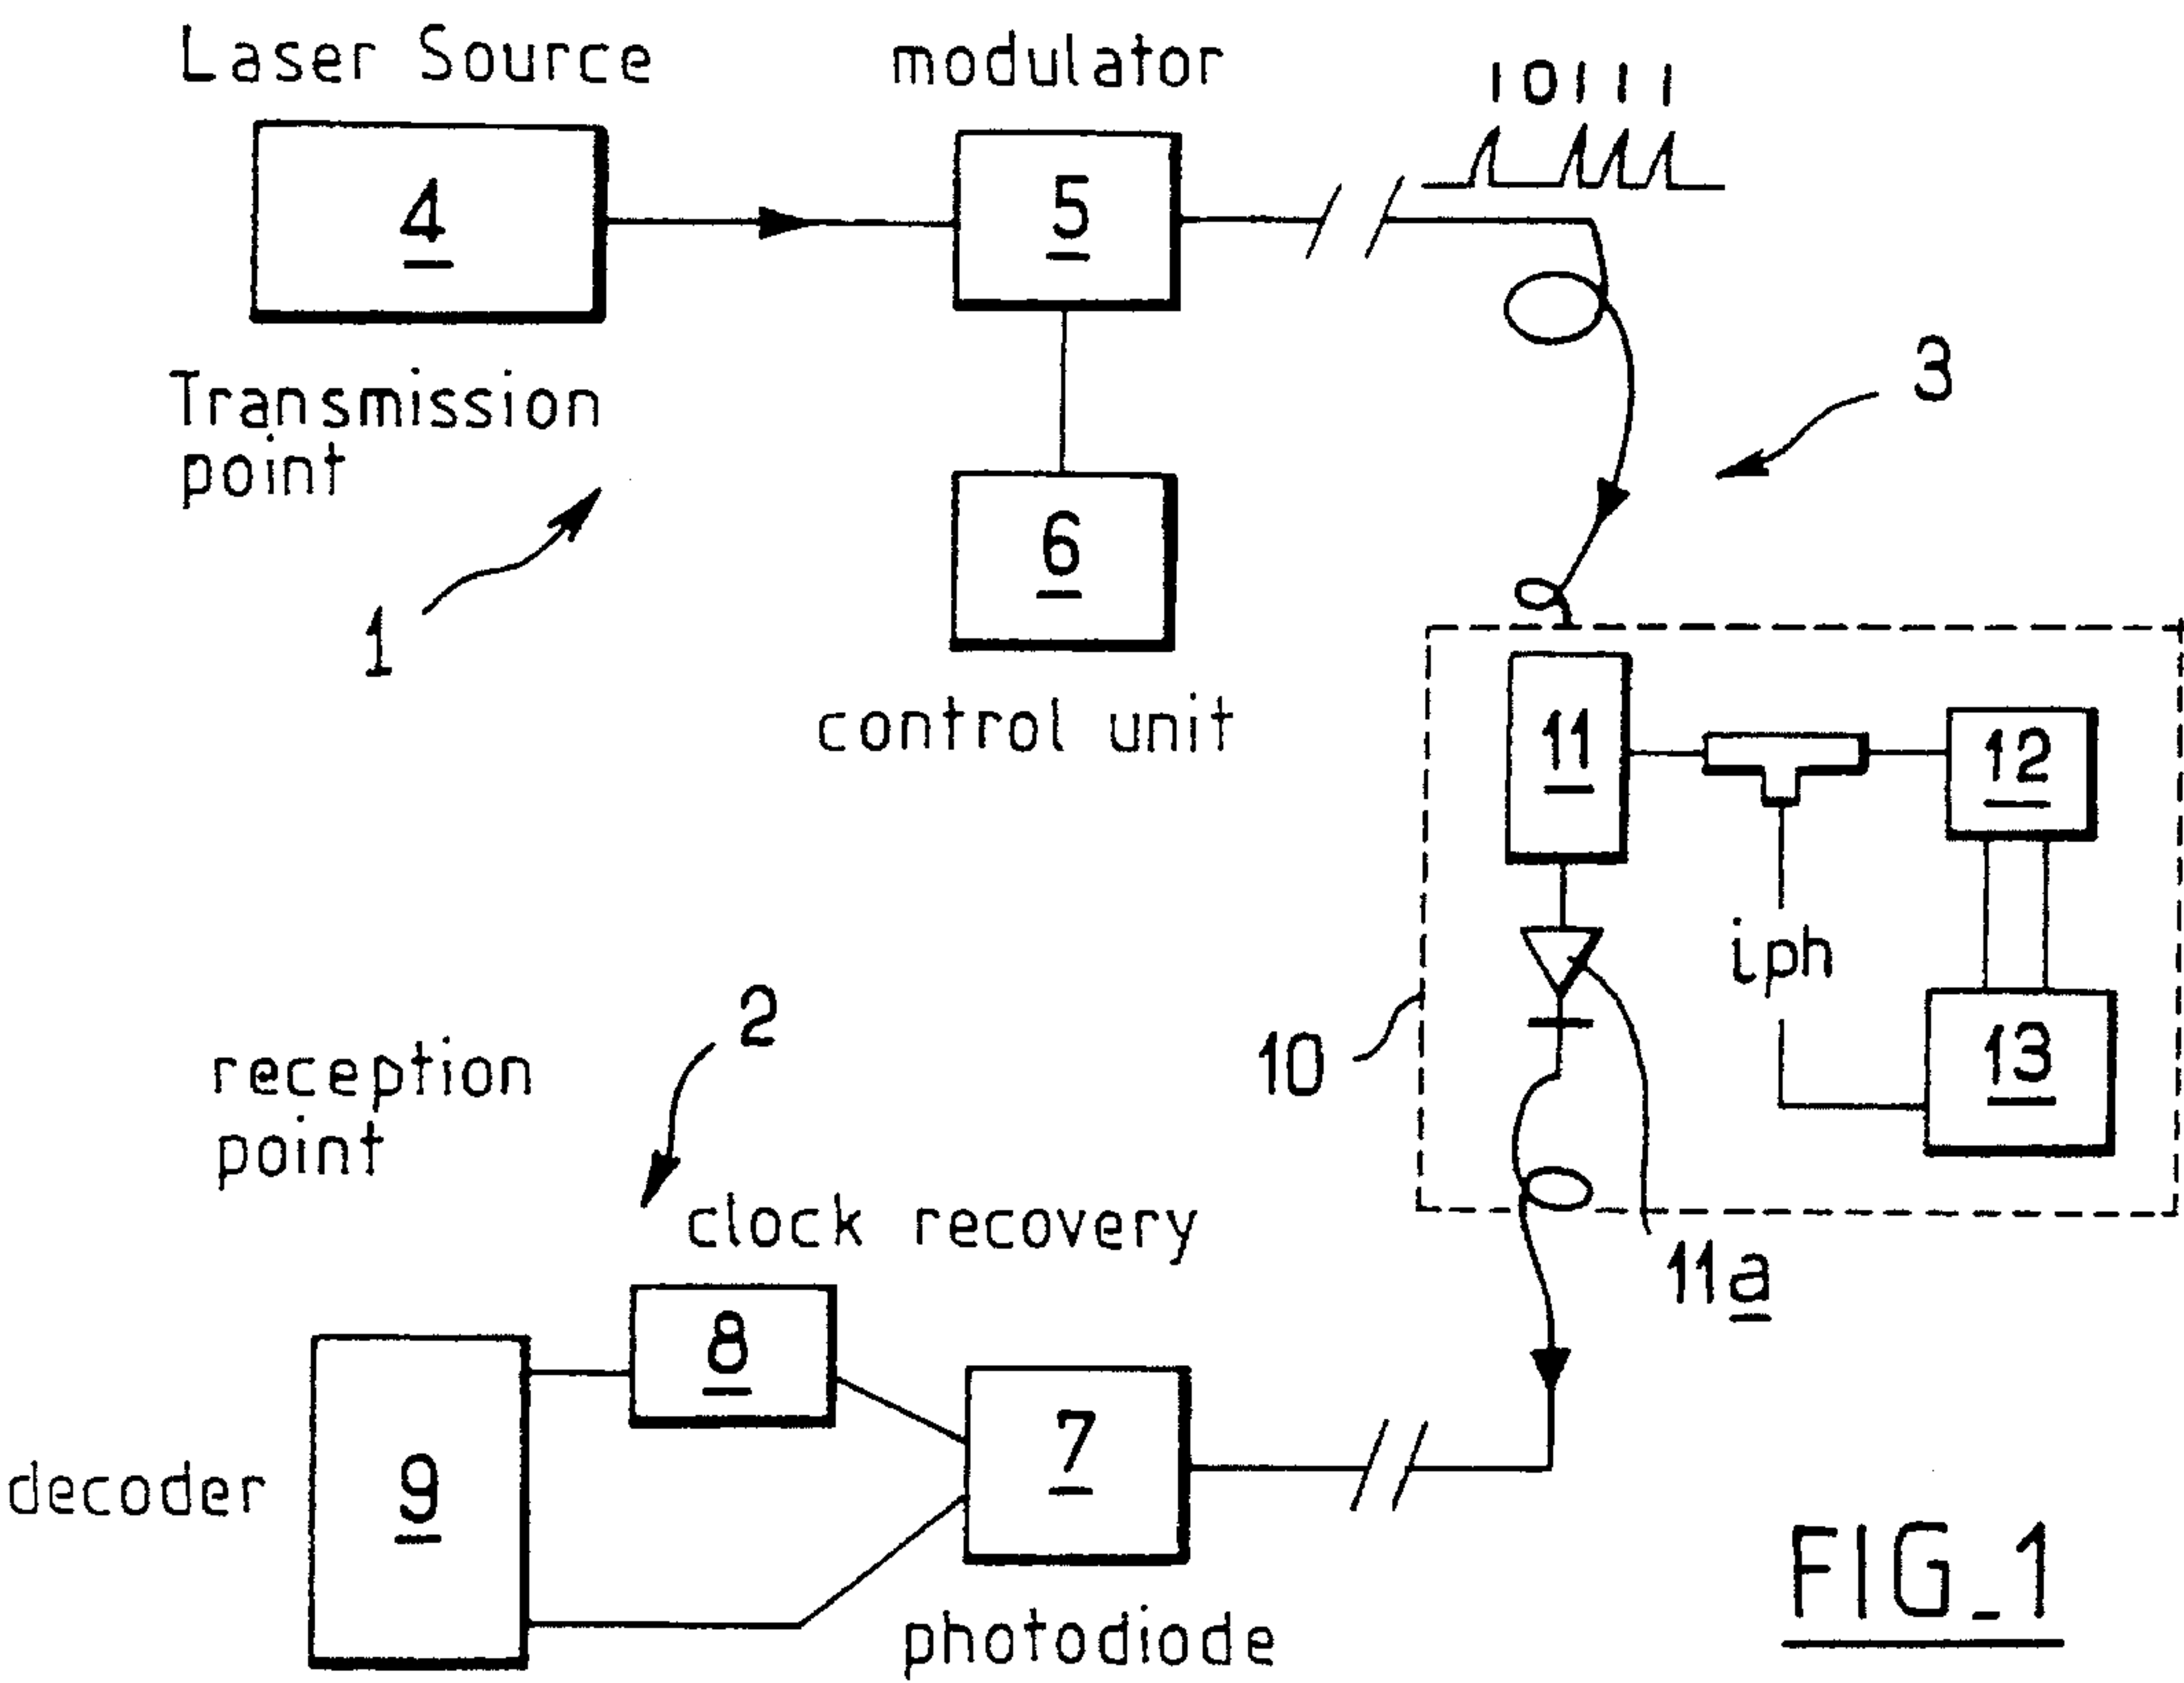 Laser Source
modulator
10111
4
5
Transmission
point
3
1
6
control unit
11
12
iph
10
13
2
reception
point
clock recovery
11a
8
7
decoder
9
photodiode
FIG_1